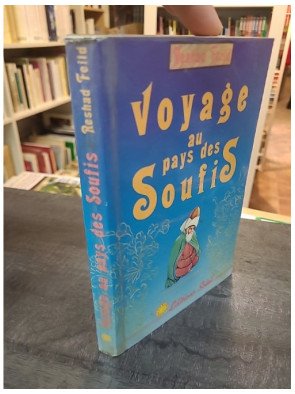 Reshad Feild
Voyage
au
pays des
Soufis
Voyage au pays des Soufis Reshad Feild